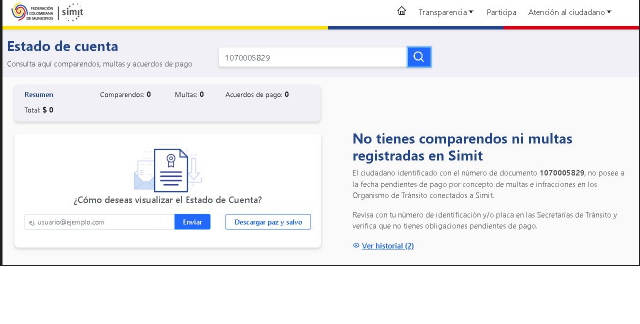 FEDERACIÓN
COLOMBIANA
DE MUNICIPIOS
simit
Transparencia
Participa
Atención al ciudadano
Estado de cuenta
Consulta aquí comparendos, multas y acuerdos de pago
1070005829
Resumen Comparendos: 0 Multas: 0 Acuerdos de pago: 0
Total: $ 0
¿Cómo deseas visualizar el Estado de Cuenta?
ej. usuario@ejemplo.com Enviar Descargar paz y salvo
No tienes comparendos ni multas
registradas en Simit
El ciudadano identificado con el número de documento 1070005829, no posee a
la fecha pendientes de pago por concepto de multas e infracciones en los
Organismo de Tránsito conectados a Simit.
Revisa con tu número de identificación y/o placa en las Secretarías de Tránsito y
verifica que no tienes obligaciones pendientes de pago.
Ver historial (2)